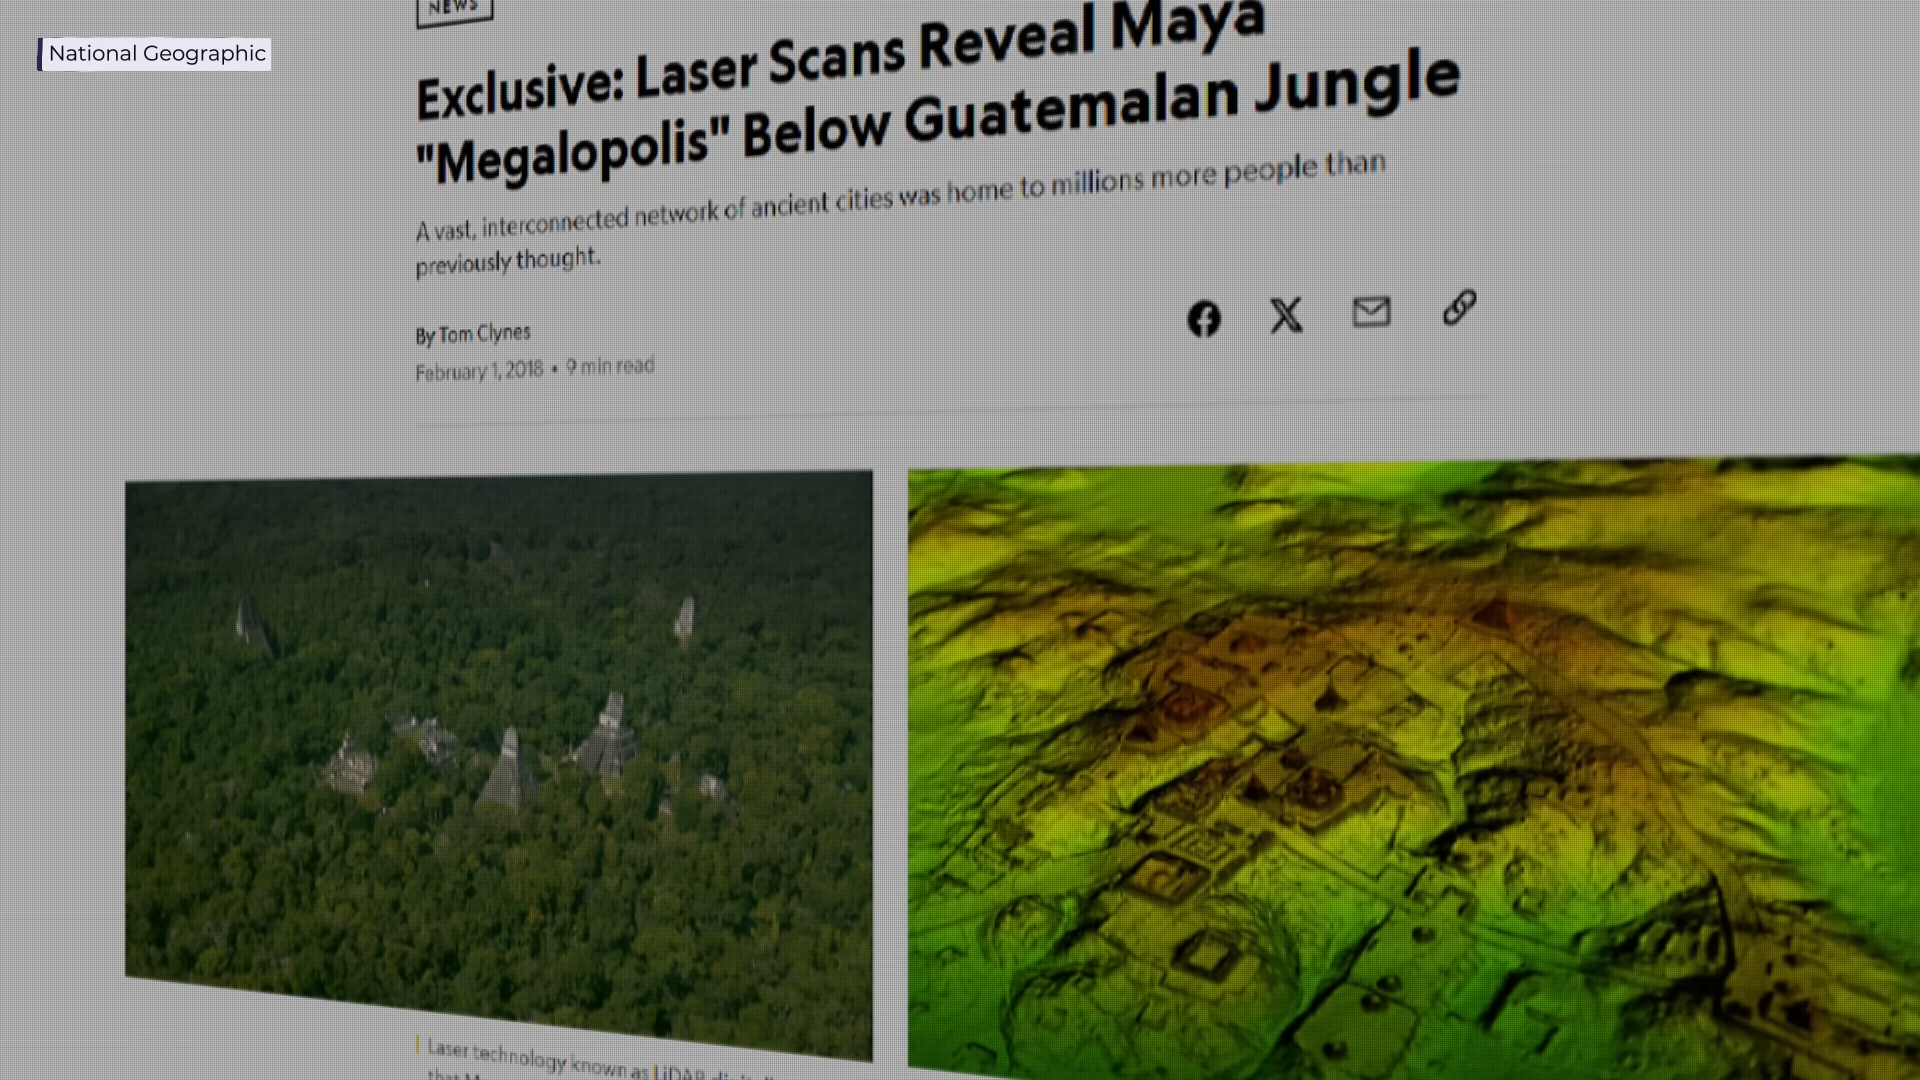 National Geographic
NEWS
Exclusive: Laser Scans Reveal Maya
"Megalopolis" Below Guatemalan Jungle
A vast, interconnected network of ancient cities was home to millions more people than
previously thought.
By Tom Clynes
February 1, 2018 • 9 min read
Laser technology known as LiDAR
that